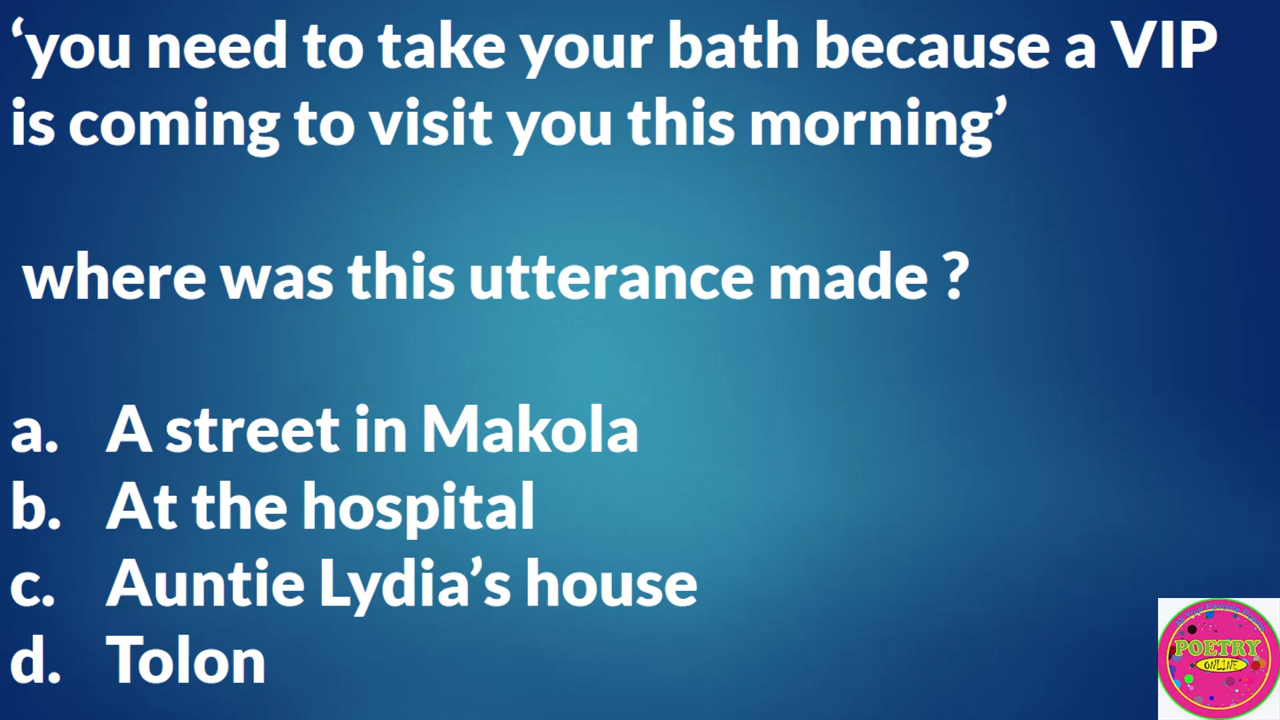 ‘you need to take your bath because a VIP
is coming to visit you this morning’
where was this utterance made ?
a. A street in Makola
b. At the hospital
c. Auntie Lydia’s house
d. Tolon
POETRY
ONLINE